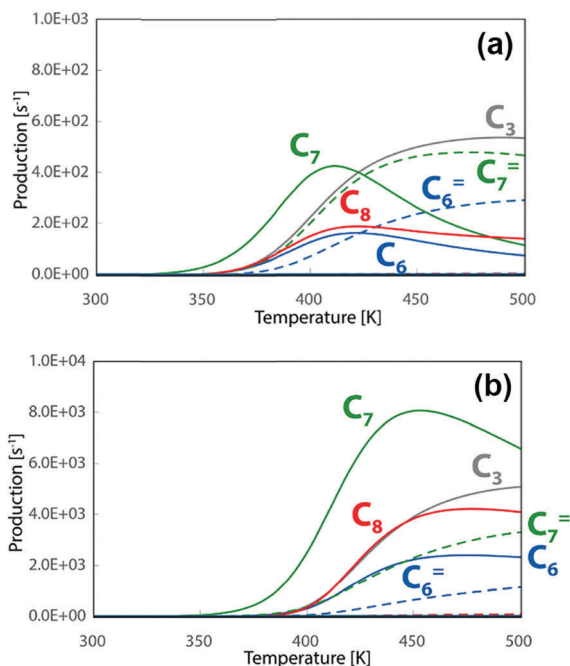 (a)
1.0E+03
8.0E+02
6.0E+02
4.0E+02
2.0E+02
0.0E+00
Production [s⁻¹]
C₇
C₃
C₇⁼
C₆⁼
C₈
C₆
300 350 400 450 500
Temperature [K]
(b)
1.0E+04
8.0E+03
6.0E+03
4.0E+03
2.0E+03
0.0E+00
Production [s⁻¹]
C₇
C₃
C₈
C₇⁼
C₆⁼
C₆
300 350 400 450 500
Temperature [K]